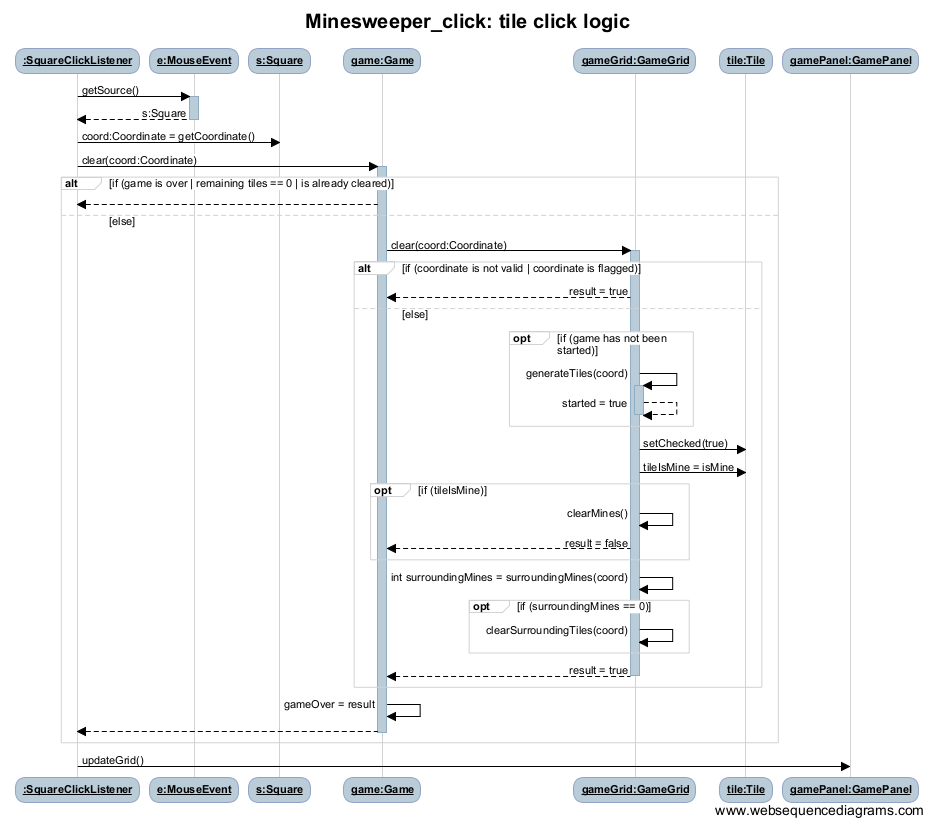 Minesweeper_click: tile click logic
:SquareClickListener e:MouseEvent s:Square game:Game gameGrid:GameGrid tile:Tile gamePanel:GamePanel
getSource()
s:Square
coord:Coordinate = getCoordinate()
clear(coord:Coordinate)
alt [if (game is over | remaining tiles == 0 | is already cleared)]
[else]
clear(coord:Coordinate)
alt [if (coordinate is not valid | coordinate is flagged)]
result = true
[else]
opt [if (game has not been
started)]
generateTiles(coord)
started = true
setChecked(true)
tileIsMine = isMine
opt [if (tileIsMine)]
clearMines()
result = false
int surroundingMines = surroundingMines(coord)
opt [if (surroundingMines == 0)]
clearSurroundingTiles(coord)
result = true
gameOver = result
updateGrid()
:SquareClickListener e:MouseEvent s:Square game:Game gameGrid:GameGrid tile:Tile gamePanel:GamePanel
www.websequencediagrams.com